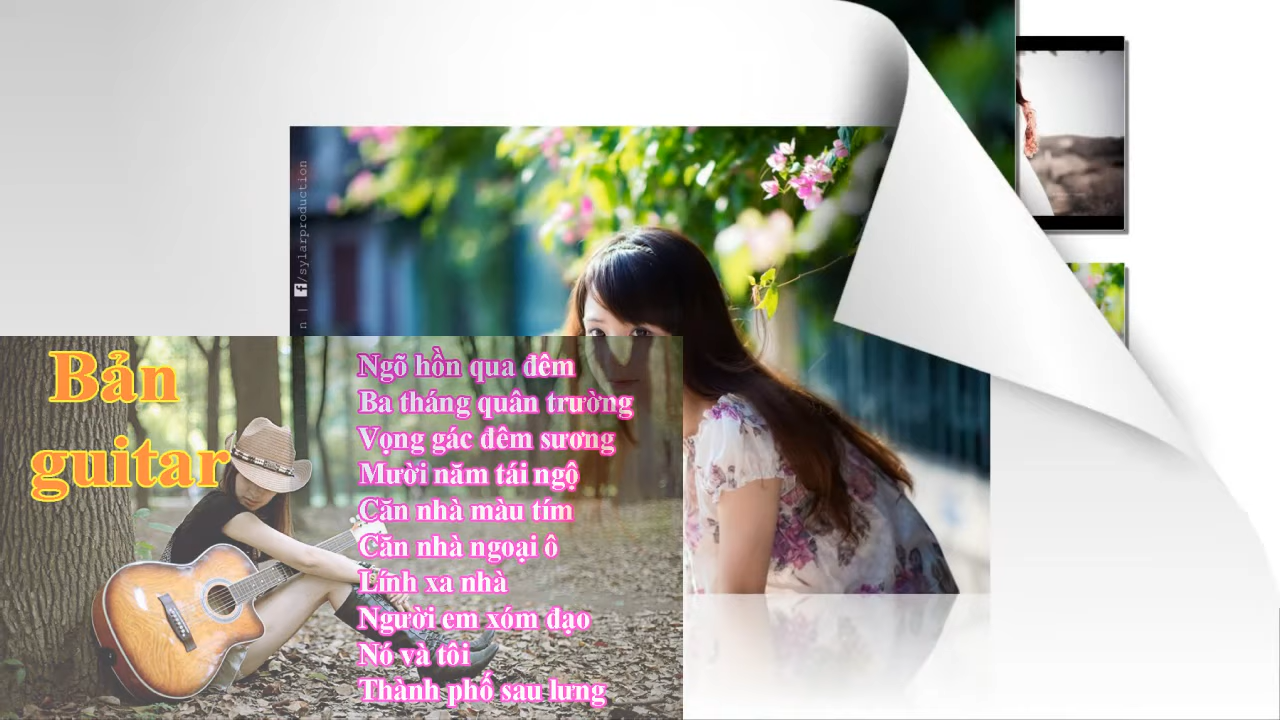 n | f/sylarproduction
Bản
guitar
Ngõ hồn qua đêm
Ba tháng quân trường
Vọng gác đêm sương
Mười năm tái ngộ
Căn nhà màu tím
Căn nhà ngoại ô
Lính xa nhà
Người em xóm đạo
Nó và tôi
Thành phố sau lưng